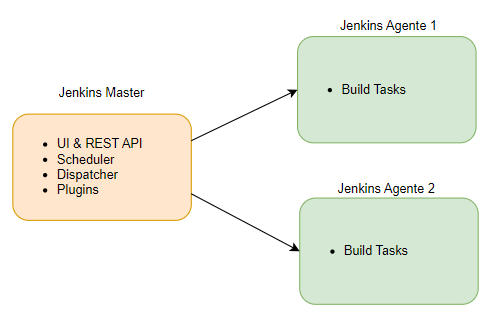 Jenkins Agente 1
• Build Tasks
Jenkins Master
• UI & REST API
• Scheduler
• Dispatcher
• Plugins
Jenkins Agente 2
• Build Tasks